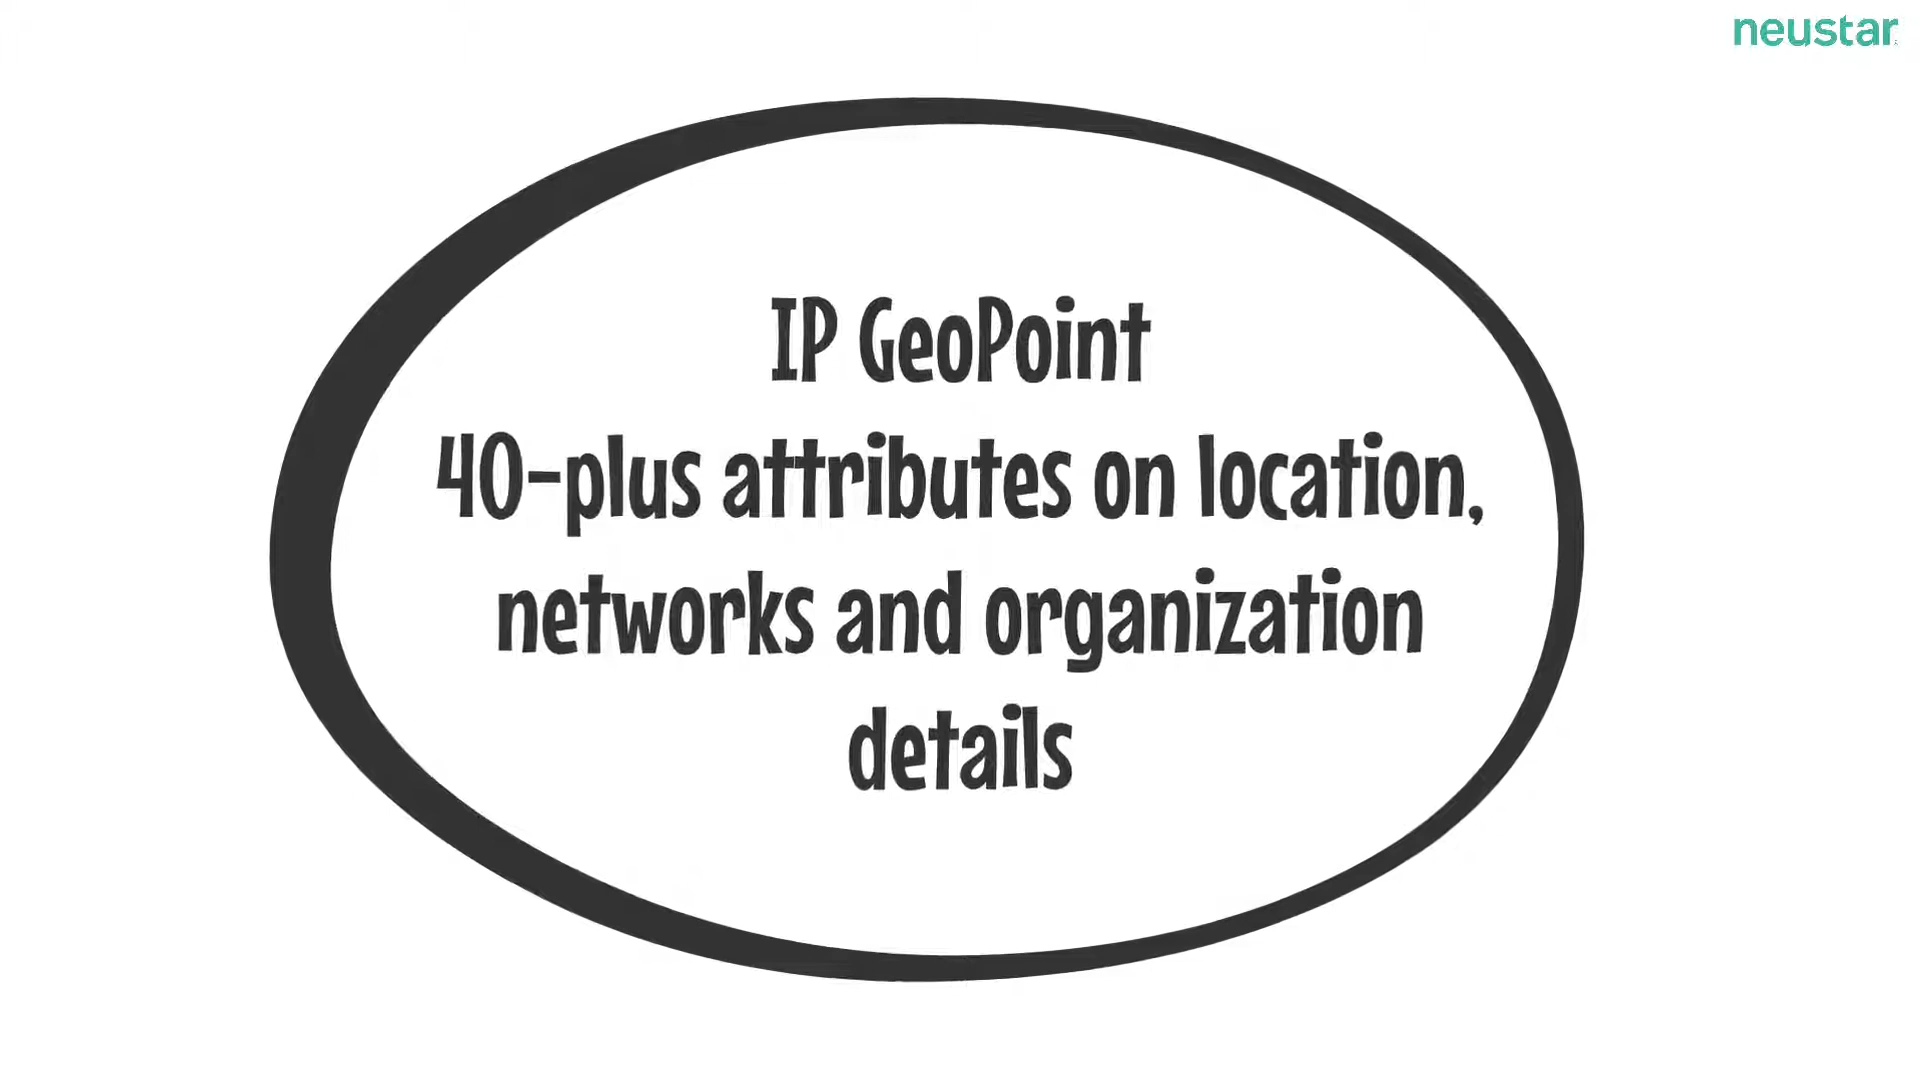 neustar
IP GeoPoint
40-plus attributes on location,
networks and organization
details